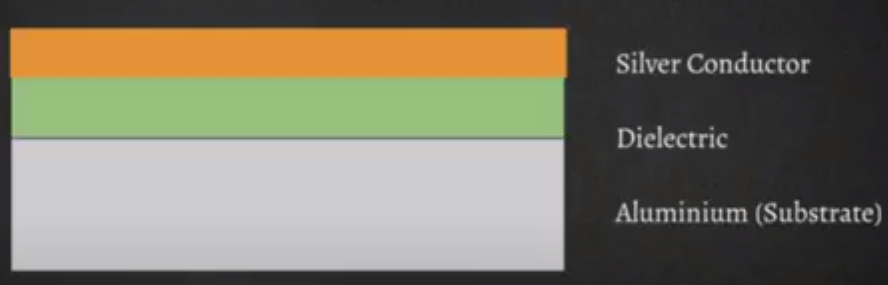 Silver Conductor
Dielectric
Aluminium (Substrate)